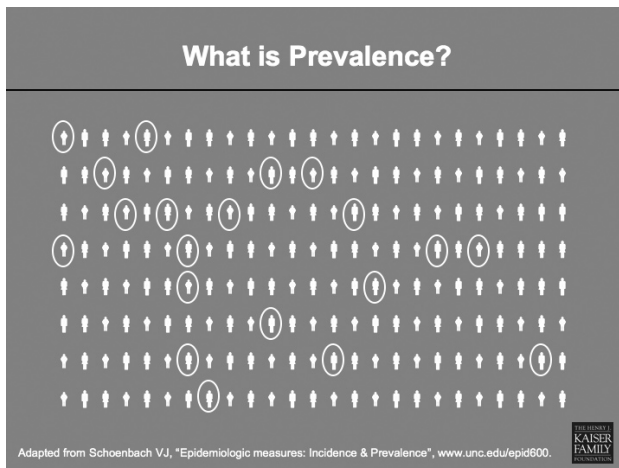 What is Prevalence?
Adapted from Schoenbach VJ, "Epidemiologic measures: Incidence & Prevalence", www.unc.edu/epid600.
THE HENRY J.
KAISER
FAMILY
FOUNDATION